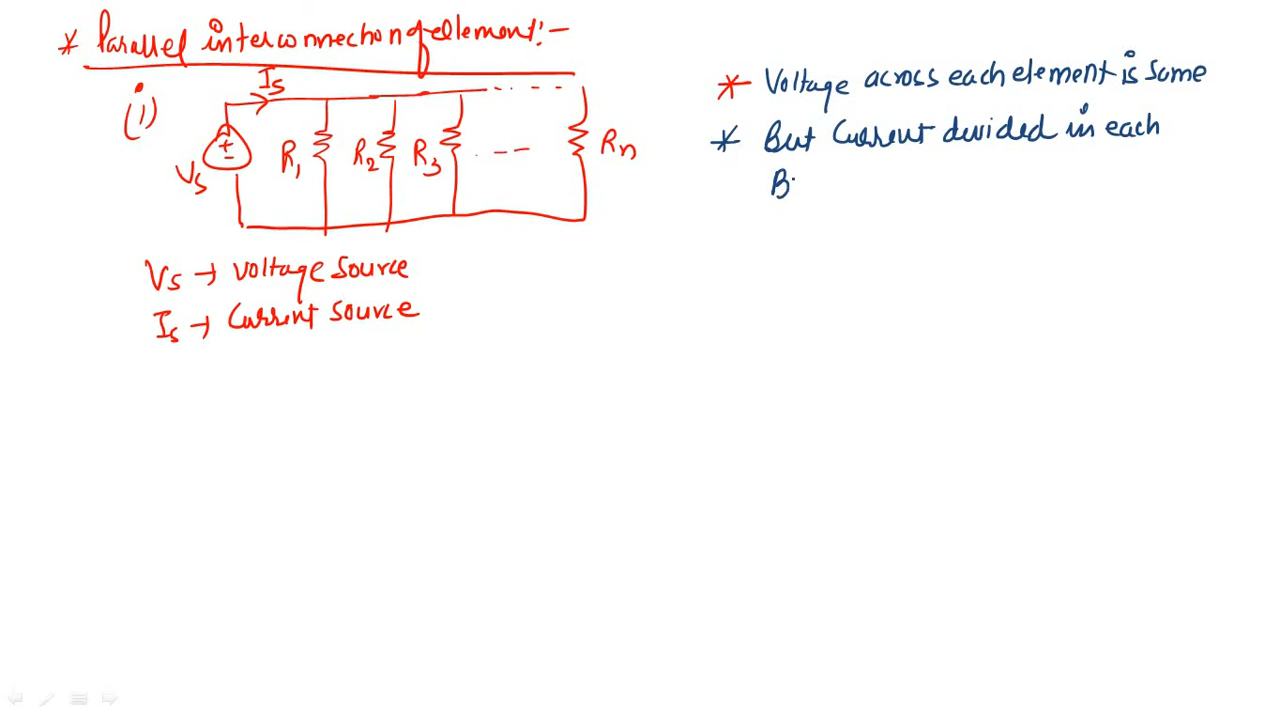 * Parallel interconnection of element:-
(i)
Is
+
-
Vs
R1
R2
R3
Rn
Vs → voltage source
Is → Current source
* Voltage across each element is same
* But Current divided in each
B